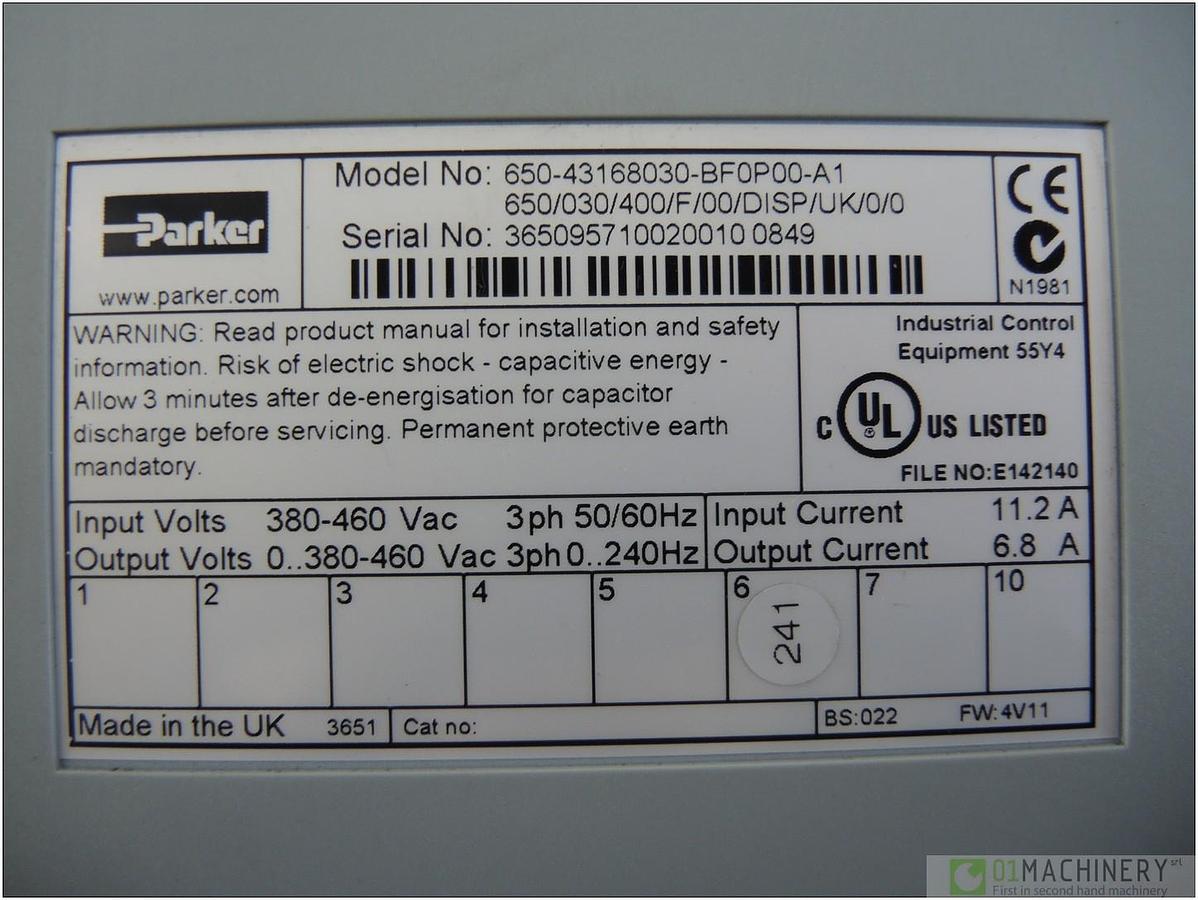 Parker
www.parker.com
Model No: 650-43168030-BF0P00-A1
650/030/400/F/00/DISP/UK/0/0
Serial No: 3650957100200100849
CE
N1981
WARNING: Read product manual for installation and safety
information. Risk of electric shock - capacitive energy -
Allow 3 minutes after de-energisation for capacitor
discharge before servicing. Permanent protective earth
mandatory.
Industrial Control
Equipment 55Y4
C UL US LISTED
FILE NO:E142140
Input Volts 380-460 Vac 3ph 50/60Hz Input Current 11.2 A
Output Volts 0..380-460 Vac 3ph 0..240Hz Output Current 6.8 A
1 2 3 4 5 6 7 10
241
Made in the UK 3651 Cat no: BS:022 FW:4V11
01MACHINERY srl
First in second hand machinery